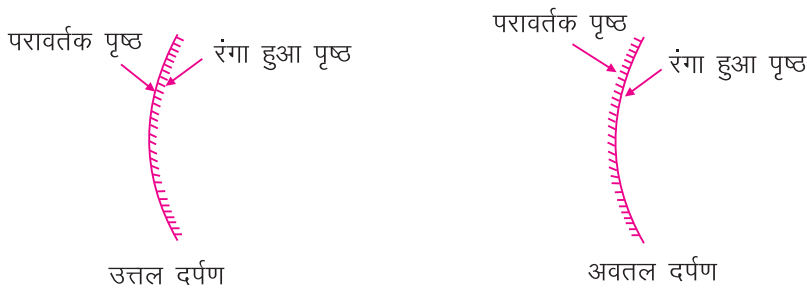 परावर्तक पृष्ठ
रंगा हुआ पृष्ठ
उत्तल दर्पण
परावर्तक पृष्ठ
रंगा हुआ पृष्ठ
अवतल दर्पण